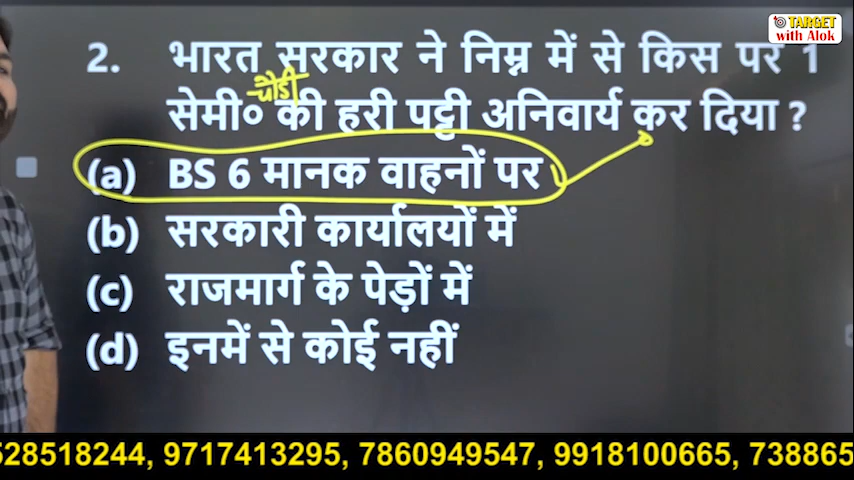 TARGET
with Alok
2. भारत सरकार ने निम्न में से किस पर 1
चौडी
सेमी० की हरी पट्टी अनिवार्य कर दिया ?
(a) BS 6 मानक वाहनों पर
(b) सरकारी कार्यालयों में
(c) राजमार्ग के पेड़ों में
(d) इनमें से कोई नहीं
528518244, 9717413295, 7860949547, 9918100665, 738865